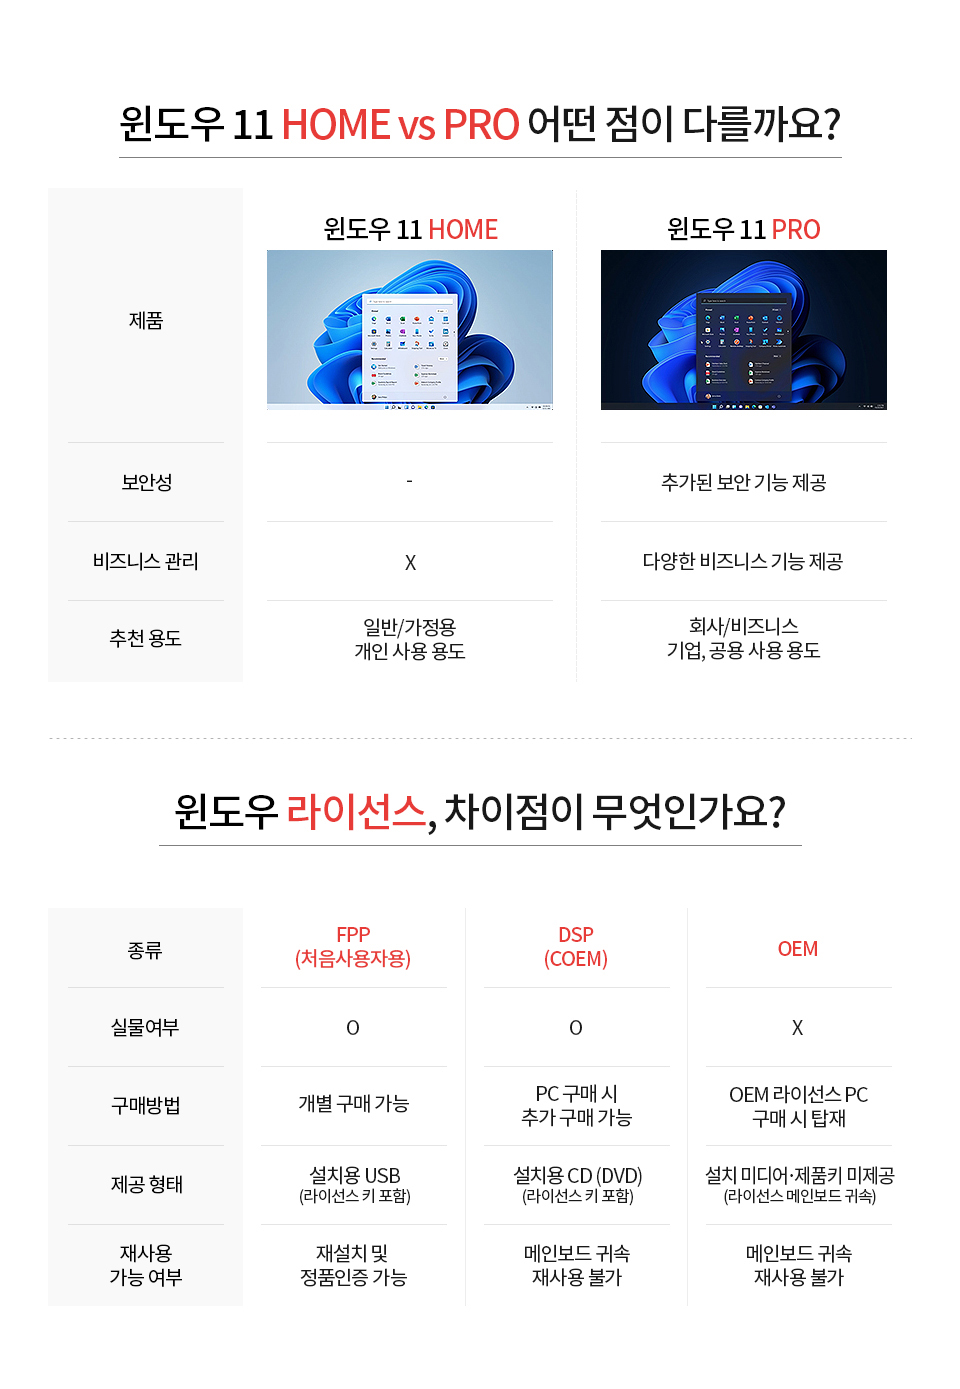 윈도우 11 HOME vs PRO 어떤 점이 다를까요?
윈도우 11 HOME
윈도우 11 PRO
제품
보안성
-
추가된 보안 기능 제공
비즈니스 관리
X
다양한 비즈니스 기능 제공
추천 용도
일반/가정용
개인 사용 용도
회사/비즈니스
기업, 공용 사용 용도
윈도우 라이선스, 차이점이 무엇인가요?
종류
FPP
(처음사용자용)
DSP
(COEM)
OEM
실물여부
O
O
X
구매방법
개별 구매 가능
PC 구매 시
추가 구매 가능
OEM 라이선스 PC
구매 시 탑재
제공 형태
설치용 USB
(라이선스 키 포함)
설치용 CD (DVD)
(라이선스 키 포함)
설치 미디어·제품키 미제공
(라이선스 메인보드 귀속)
재사용
가능 여부
재설치 및
정품인증 가능
메인보드 귀속
재사용 불가
메인보드 귀속
재사용 불가